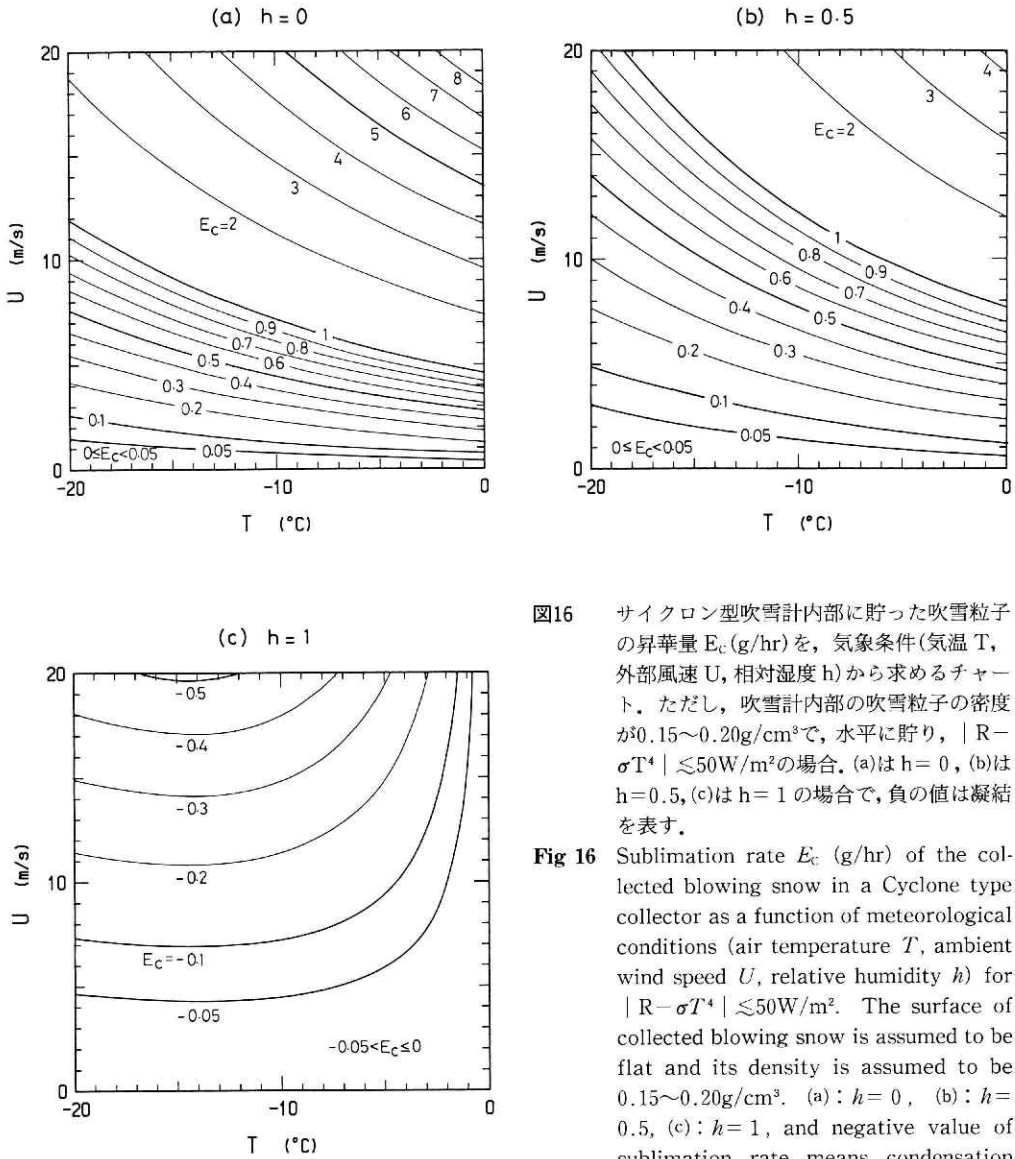 (a) h = 0
20
8
7
6
5
4
3
E_C=2
10
U (m/s)
1
0.9
0.8
0.7
0.6
0.5
0.4
0.3
0.2
0.1
0.05
0≤E_C<0.05
0
-20
-10
0
T (°C)
(b) h = 0.5
20
4
3
E_C=2
10
U (m/s)
1
0.9
0.8
0.7
0.6
0.5
0.4
0.3
0.2
0.1
0.05
0≤E_C<0.05
0
-20
-10
0
T (°C)
(c) h = 1
20
-0.5
-0.4
-0.3
-0.2
10
U (m/s)
E_C=-0.1
-0.05
-0.05<E_C≤0
0
-20
-10
0
T (°C)
図16 サイクロン型吹雪計内部に貯った吹雪粒子
の昇華量 E_c(g/hr)を，気象条件(気温 T，
外部風速 U，相対湿度 h)から求めるチャー
ト．ただし，吹雪計内部の吹雪粒子の密度
が0.15～0.20g/cm³で，水平に貯り，| R−
σT⁴ | ≲50W/m²の場合．(a)は h= 0，(b)は
h=0.5，(c)は h= 1 の場合で，負の値は凝結
を表す．
Fig 16 Sublimation rate E_c (g/hr) of the col-
lected blowing snow in a Cyclone type
collector as a function of meteorological
conditions (air temperature T, ambient
wind speed U, relative humidity h) for
| R− σT⁴ | ≲50W/m². The surface of
collected blowing snow is assumed to be
flat and its density is assumed to be
0.15～0.20g/cm³. (a)：h= 0， (b)：h=
0.5, (c)：h= 1, and negative value of
sublimation rate means condensation